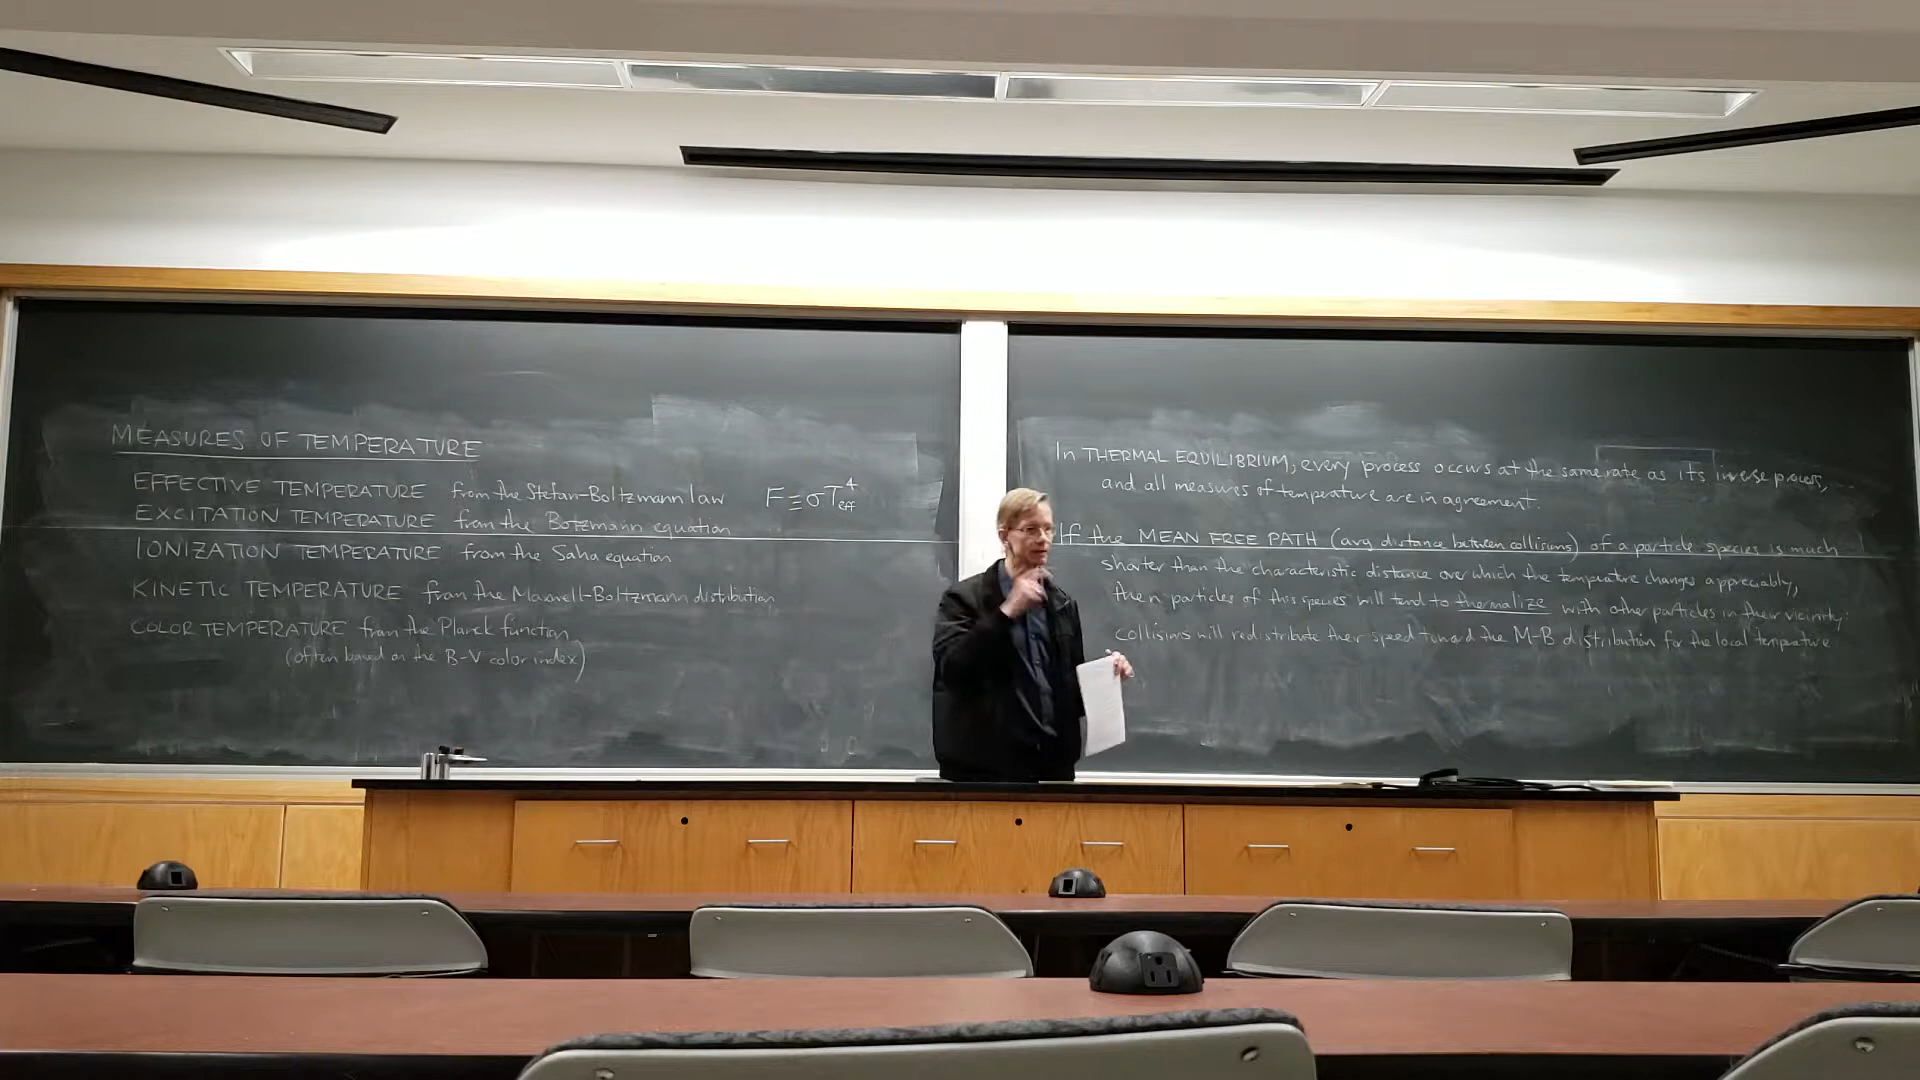 MEASURES OF TEMPERATURE
EFFECTIVE TEMPERATURE from the Stefan-Boltzmann law F≡σT⁴eff
EXCITATION TEMPERATURE from the Botzmann equation
IONIZATION TEMPERATURE from the Saha equation
KINETIC TEMPERATURE from the Maxwell-Boltzmann distribution
COLOR TEMPERATURE from the Planck function
(often based on the B-V color index)
In THERMAL EQUILIBRIUM, every process occurs at the same rate as its inverse process,
and all measures of temperature are in agreement.
If the MEAN FREE PATH (avg distance between collisions) of a particle species is much
shorter than the characteristic distance over which the temperature changes appreciably,
then particles of this species will tend to thermalize with other particles in their vicinity:
collisions will redistribute their speed toward the M-B distribution for the local temperature